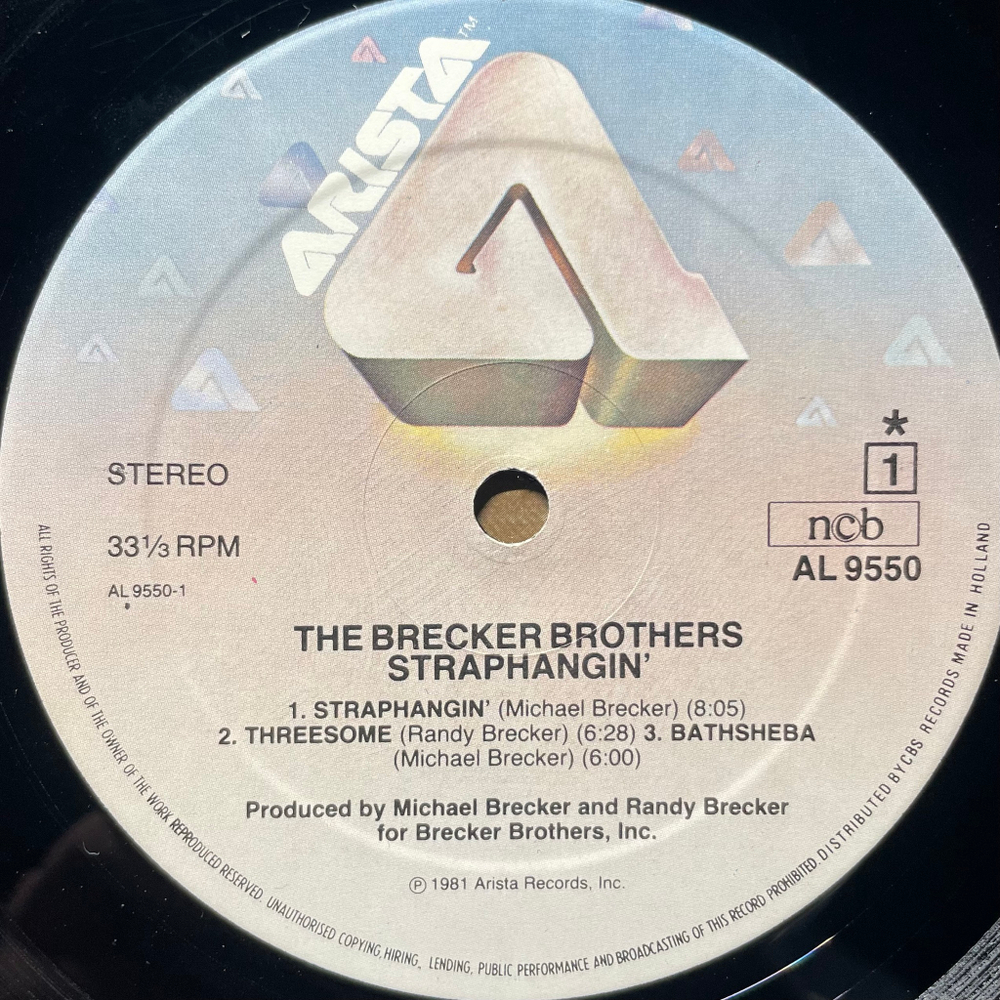 ARISTA™
STEREO
33⅓ RPM
AL 9550-1
*
1
ncb
AL 9550
THE BRECKER BROTHERS
STRAPHANGIN'
1. STRAPHANGIN' (Michael Brecker) (8:05)
2. THREESOME (Randy Brecker) (6:28) 3. BATHSHEBA
(Michael Brecker) (6:00)
Produced by Michael Brecker and Randy Brecker
for Brecker Brothers, Inc.
Ⓟ 1981 Arista Records, Inc.
ALL RIGHTS OF THE PRODUCER AND OF THE OWNER OF THE WORK REPRODUCED RESERVED. UNAUTHORISED COPYING, HIRING, LENDING, PUBLIC PERFORMANCE AND BROADCASTING OF THIS RECORD PROHIBITED. DISTRIBUTED BY CBS RECORDS MADE IN HOLLAND